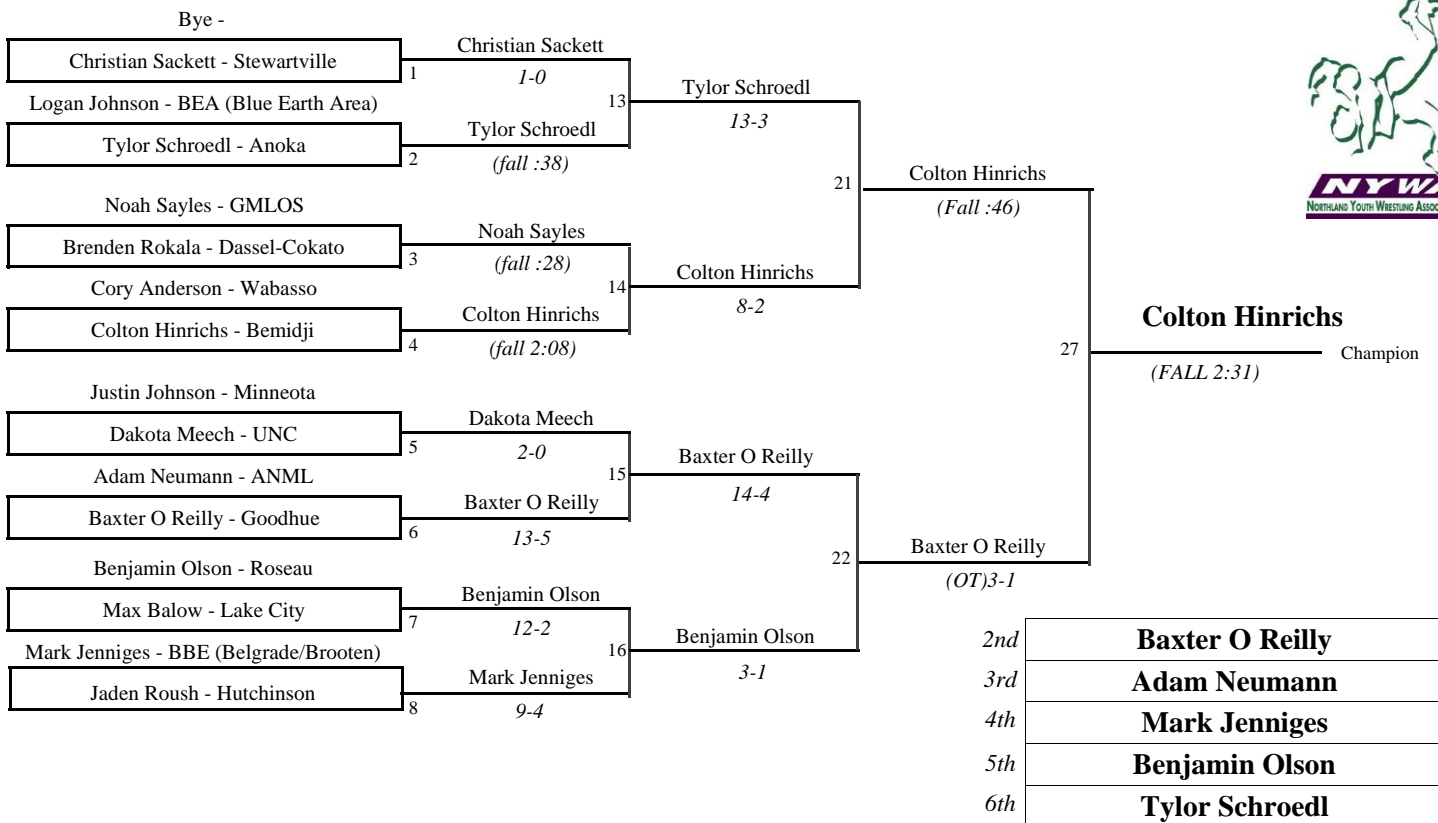 Bye -
Christian Sackett - Stewartville
1
Logan Johnson - BEA (Blue Earth Area)
Tylor Schroedl - Anoka
2
Noah Sayles - GMLOS
Brenden Rokala - Dassel-Cokato
3
Cory Anderson - Wabasso
Colton Hinrichs - Bemidji
4
Justin Johnson - Minneota
Dakota Meech - UNC
5
Adam Neumann - ANML
Baxter O Reilly - Goodhue
6
Benjamin Olson - Roseau
Max Balow - Lake City
7
Mark Jenniges - BBE (Belgrade/Brooten)
Jaden Roush - Hutchinson
8
Christian Sackett
1-0
13
Tylor Schroedl
(fall :38)
Noah Sayles
(fall :28)
14
Colton Hinrichs
(fall 2:08)
Dakota Meech
2-0
15
Baxter O Reilly
13-5
Benjamin Olson
12-2
16
Mark Jenniges
9-4
Tylor Schroedl
13-3
21
Colton Hinrichs
8-2
Baxter O Reilly
14-4
22
Benjamin Olson
3-1
Colton Hinrichs
(Fall :46)
27
Baxter O Reilly
(OT)3-1
Colton Hinrichs
Champion
(FALL 2:31)
NYWA
NORTHLAND YOUTH WRESTLING
2nd Baxter O Reilly
3rd Adam Neumann
4th Mark Jenniges
5th Benjamin Olson
6th Tylor Schroedl